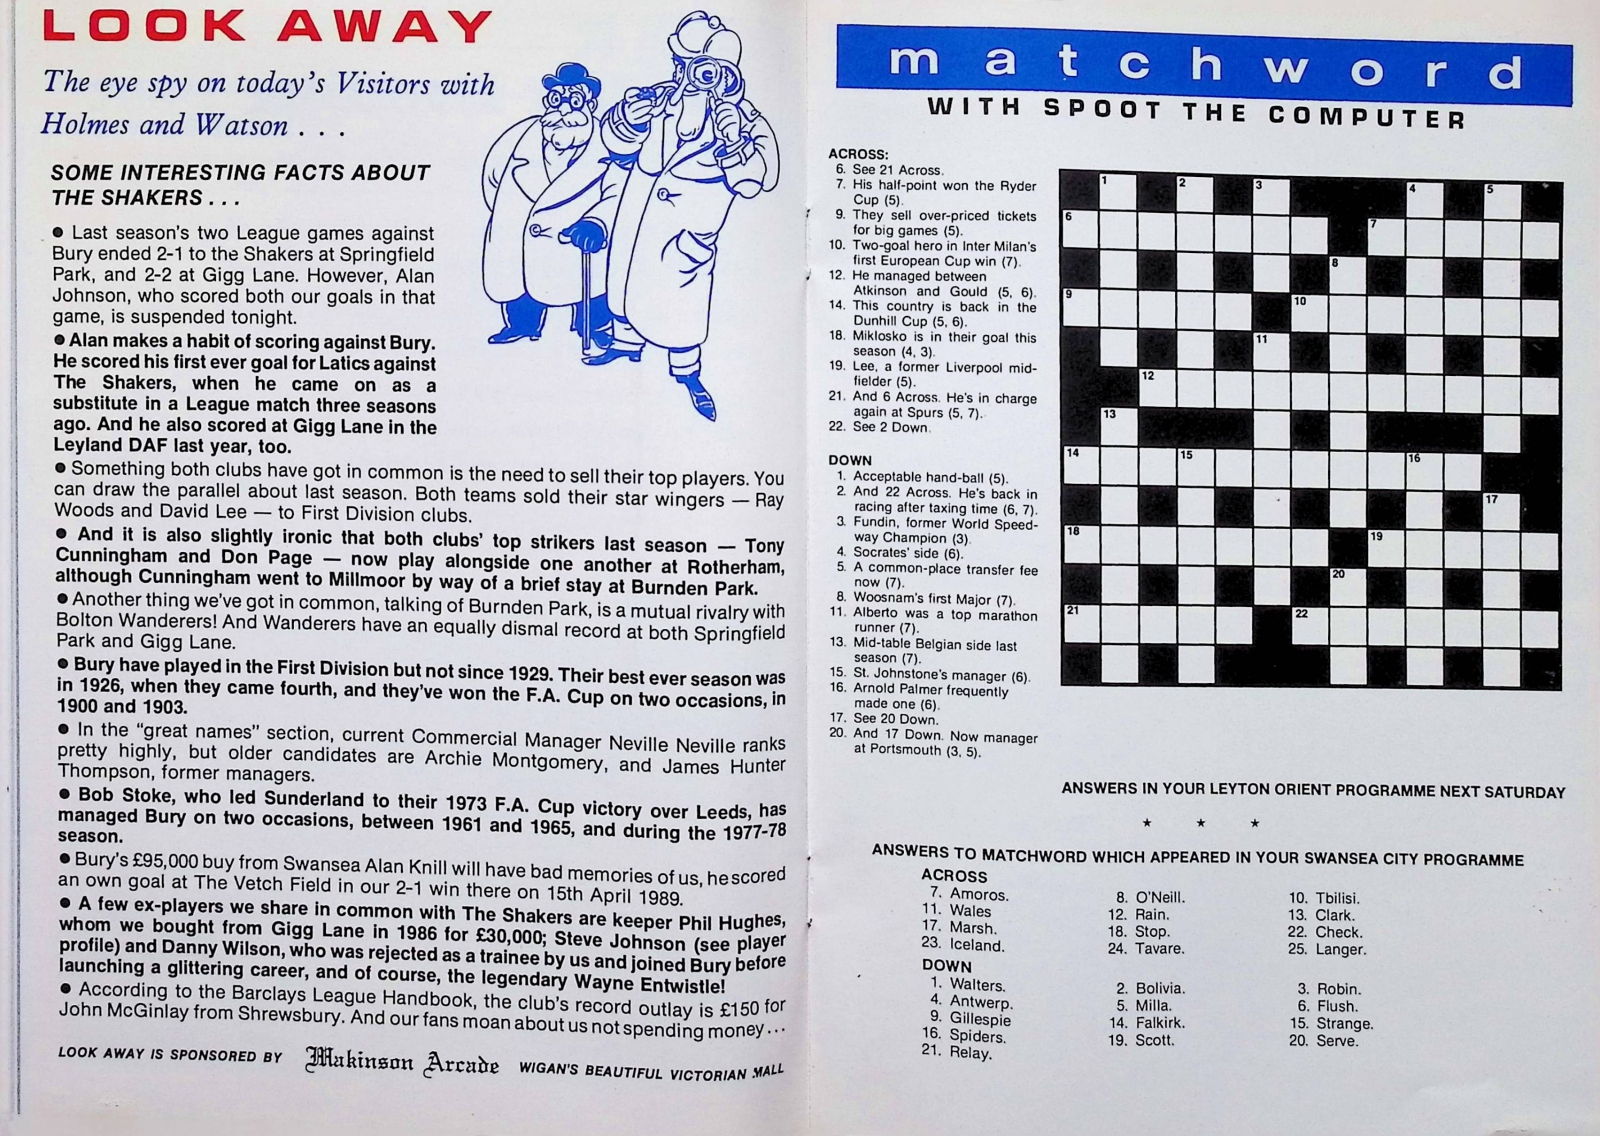 LOOK AWAY
The eye spy on today's Visitors with
Holmes and Watson . . .
SOME INTERESTING FACTS ABOUT
THE SHAKERS . . .
● Last season's two League games against
Bury ended 2-1 to the Shakers at Springfield
Park, and 2-2 at Gigg Lane. However, Alan
Johnson, who scored both our goals in that
game, is suspended tonight.
● Alan makes a habit of scoring against Bury.
He scored his first ever goal for Latics against
The Shakers, when he came on as a
substitute in a League match three seasons
ago. And he also scored at Gigg Lane in the
Leyland DAF last year, too.
● Something both clubs have got in common is the need to sell their top players. You
can draw the parallel about last season. Both teams sold their star wingers — Ray
Woods and David Lee — to First Division clubs.
● And it is also slightly ironic that both clubs' top strikers last season — Tony
Cunningham and Don Page — now play alongside one another at Rotherham,
although Cunningham went to Millmoor by way of a brief stay at Burnden Park.
● Another thing we've got in common, talking of Burnden Park, is a mutual rivalry with
Bolton Wanderers! And Wanderers have an equally dismal record at both Springfield
Park and Gigg Lane.
● Bury have played in the First Division but not since 1929. Their best ever season was
in 1926, when they came fourth, and they've won the F.A. Cup on two occasions, in
1900 and 1903.
● In the "great names" section, current Commercial Manager Neville Neville ranks
pretty highly, but older candidates are Archie Montgomery, and James Hunter
Thompson, former managers.
● Bob Stoke, who led Sunderland to their 1973 F.A. Cup victory over Leeds, has
managed Bury on two occasions, between 1961 and 1965, and during the 1977-78
season.
● Bury's £95,000 buy from Swansea Alan Knill will have bad memories of us, he scored
an own goal at The Vetch Field in our 2-1 win there on 15th April 1989.
● A few ex-players we share in common with The Shakers are keeper Phil Hughes,
whom we bought from Gigg Lane in 1986 for £30,000; Steve Johnson (see player
profile) and Danny Wilson, who was rejected as a trainee by us and joined Bury before
launching a glittering career, and of course, the legendary Wayne Entwistle!
● According to the Barclays League Handbook, the club's record outlay is £150 for
John McGinlay from Shrewsbury. And our fans moan about us not spending money . . .
LOOK AWAY IS SPONSORED BY Makinson Arcade WIGAN'S BEAUTIFUL VICTORIAN MALL
matchword
WITH SPOOT THE COMPUTER
ACROSS:
6. See 21 Across.
7. His half-point won the Ryder
Cup (5).
9. They sell over-priced tickets
for big games (5).
10. Two-goal hero in Inter Milan's
first European Cup win (7).
12. He managed between
Atkinson and Gould (5, 6).
14. This country is back in the
Dunhill Cup (5, 6).
18. Miklosko is in their goal this
season (4, 3).
19. Lee, a former Liverpool mid-
fielder (5).
21. And 6 Across. He's in charge
again at Spurs (5, 7).
22. See 2 Down.
DOWN
1. Acceptable hand-ball (5).
2. And 22 Across. He's back in
racing after taxing time (6, 7).
3. Fundin, former World Speed-
way Champion (3).
4. Socrates' side (6).
5. A common-place transfer fee
now (7).
8. Woosnam's first Major (7).
11. Alberto was a top marathon
runner (7).
13. Mid-table Belgian side last
season (7).
15. St. Johnstone's manager (6).
16. Arnold Palmer frequently
made one (6).
17. See 20 Down.
20. And 17 Down. Now manager
at Portsmouth (3, 5).
1 2 3 4 5
6 7
8
9 10
11
12
13
14 15 16
17
18 19
20
21 22
ANSWERS IN YOUR LEYTON ORIENT PROGRAMME NEXT SATURDAY
★ ★ ★
ANSWERS TO MATCHWORD WHICH APPEARED IN YOUR SWANSEA CITY PROGRAMME
ACROSS
7. Amoros. 8. O'Neill. 10. Tbilisi.
11. Wales 12. Rain. 13. Clark.
17. Marsh. 18. Stop. 22. Check.
23. Iceland. 24. Tavare. 25. Langer.
DOWN
1. Walters. 2. Bolivia. 3. Robin.
4. Antwerp. 5. Milla. 6. Flush.
9. Gillespie 14. Falkirk. 15. Strange.
16. Spiders. 19. Scott. 20. Serve.
21. Relay.